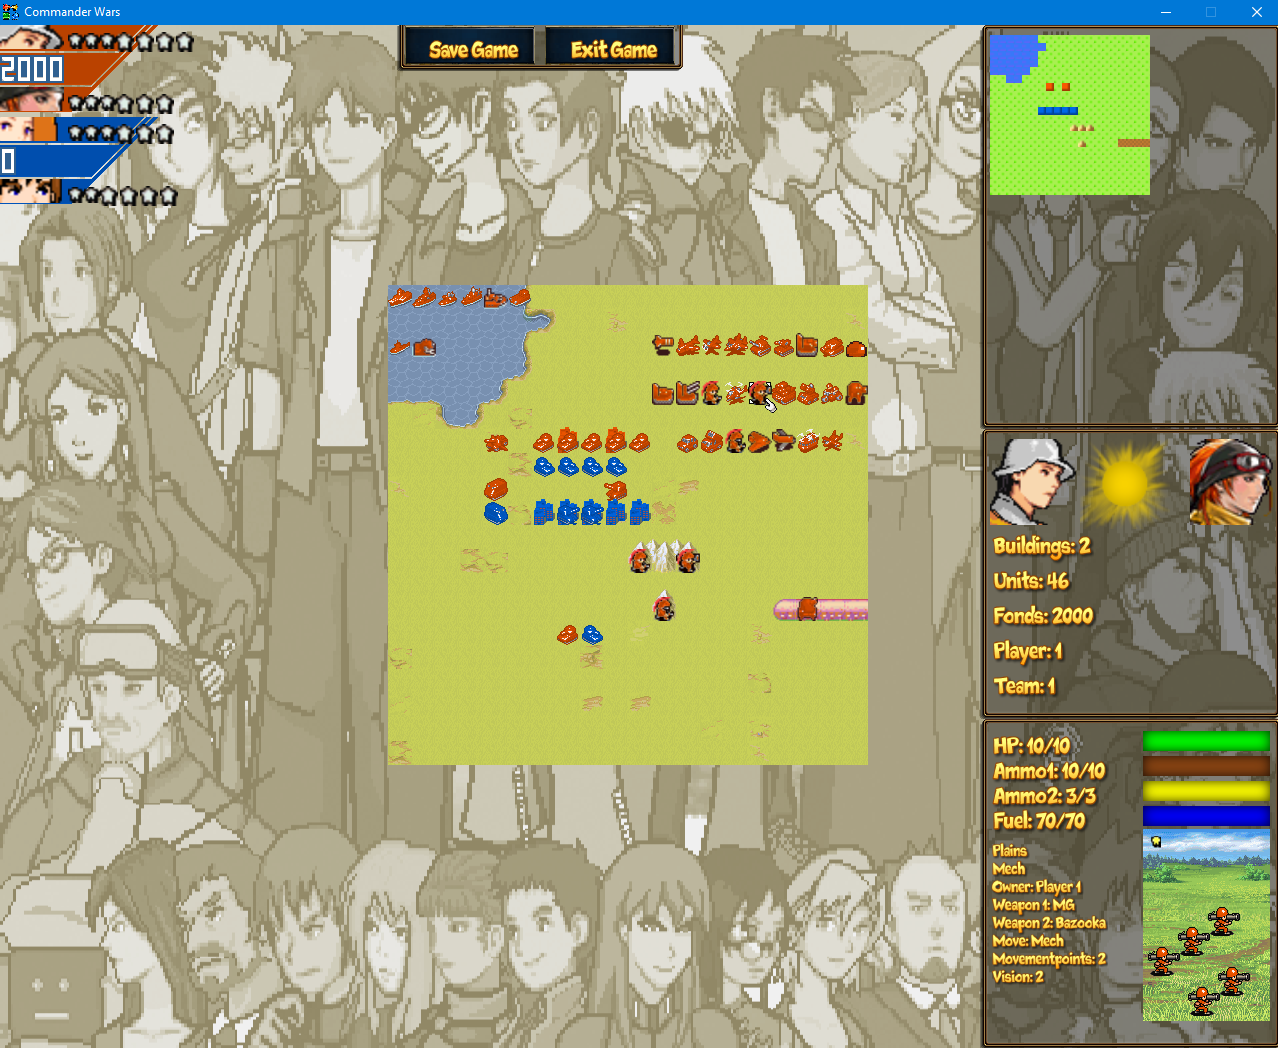 Commander Wars
Save Game
Exit Game
2000
0
Buildings: 2
Units: 46
Fonds: 2000
Player: 1
Team: 1
HP: 10/10
Ammo1: 10/10
Ammo2: 3/3
Fuel: 70/70
Plains
Mech
Owner: Player 1
Weapon 1: MG
Weapon 2: Bazooka
Move: Mech
Movementpoints: 2
Vision: 2